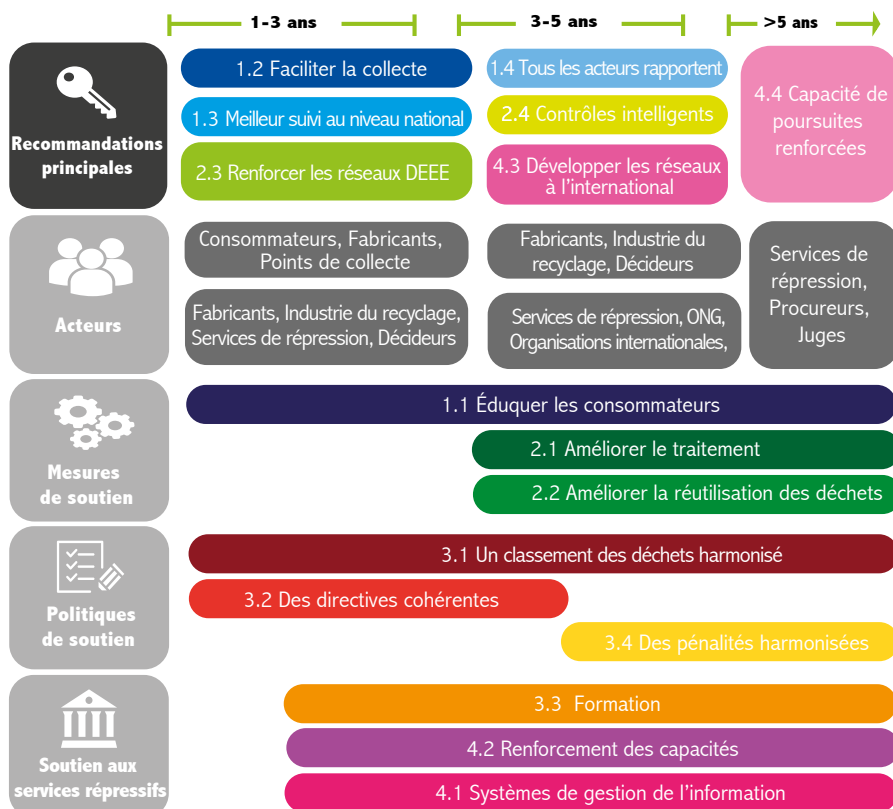 1-3 ans
3-5 ans
>5 ans
Recommandations
principales
1.2 Faciliter la collecte
1.3 Meilleur suivi au niveau national
2.3 Renforcer les réseaux DEEE
1.4 Tous les acteurs rapportent
2.4 Contrôles intelligents
4.3 Développer les réseaux
à l'international
4.4 Capacité de
poursuites
renforcées
Acteurs
Consommateurs, Fabricants,
Points de collecte
Fabricants, Industrie du recyclage,
Services de répression, Décideurs
Fabricants, Industrie du
recyclage, Décideurs
Services de répression, ONG,
Organisations internationales,
Services de
répression,
Procureurs,
Juges
Mesures
de soutien
1.1 Éduquer les consommateurs
2.1 Améliorer le traitement
2.2 Améliorer la réutilisation des déchets
Politiques
de soutien
3.1 Un classement des déchets harmonisé
3.2 Des directives cohérentes
3.4 Des pénalités harmonisées
Soutien aux
services répressifs
3.3 Formation
4.2 Renforcement des capacités
4.1 Systèmes de gestion de l'information